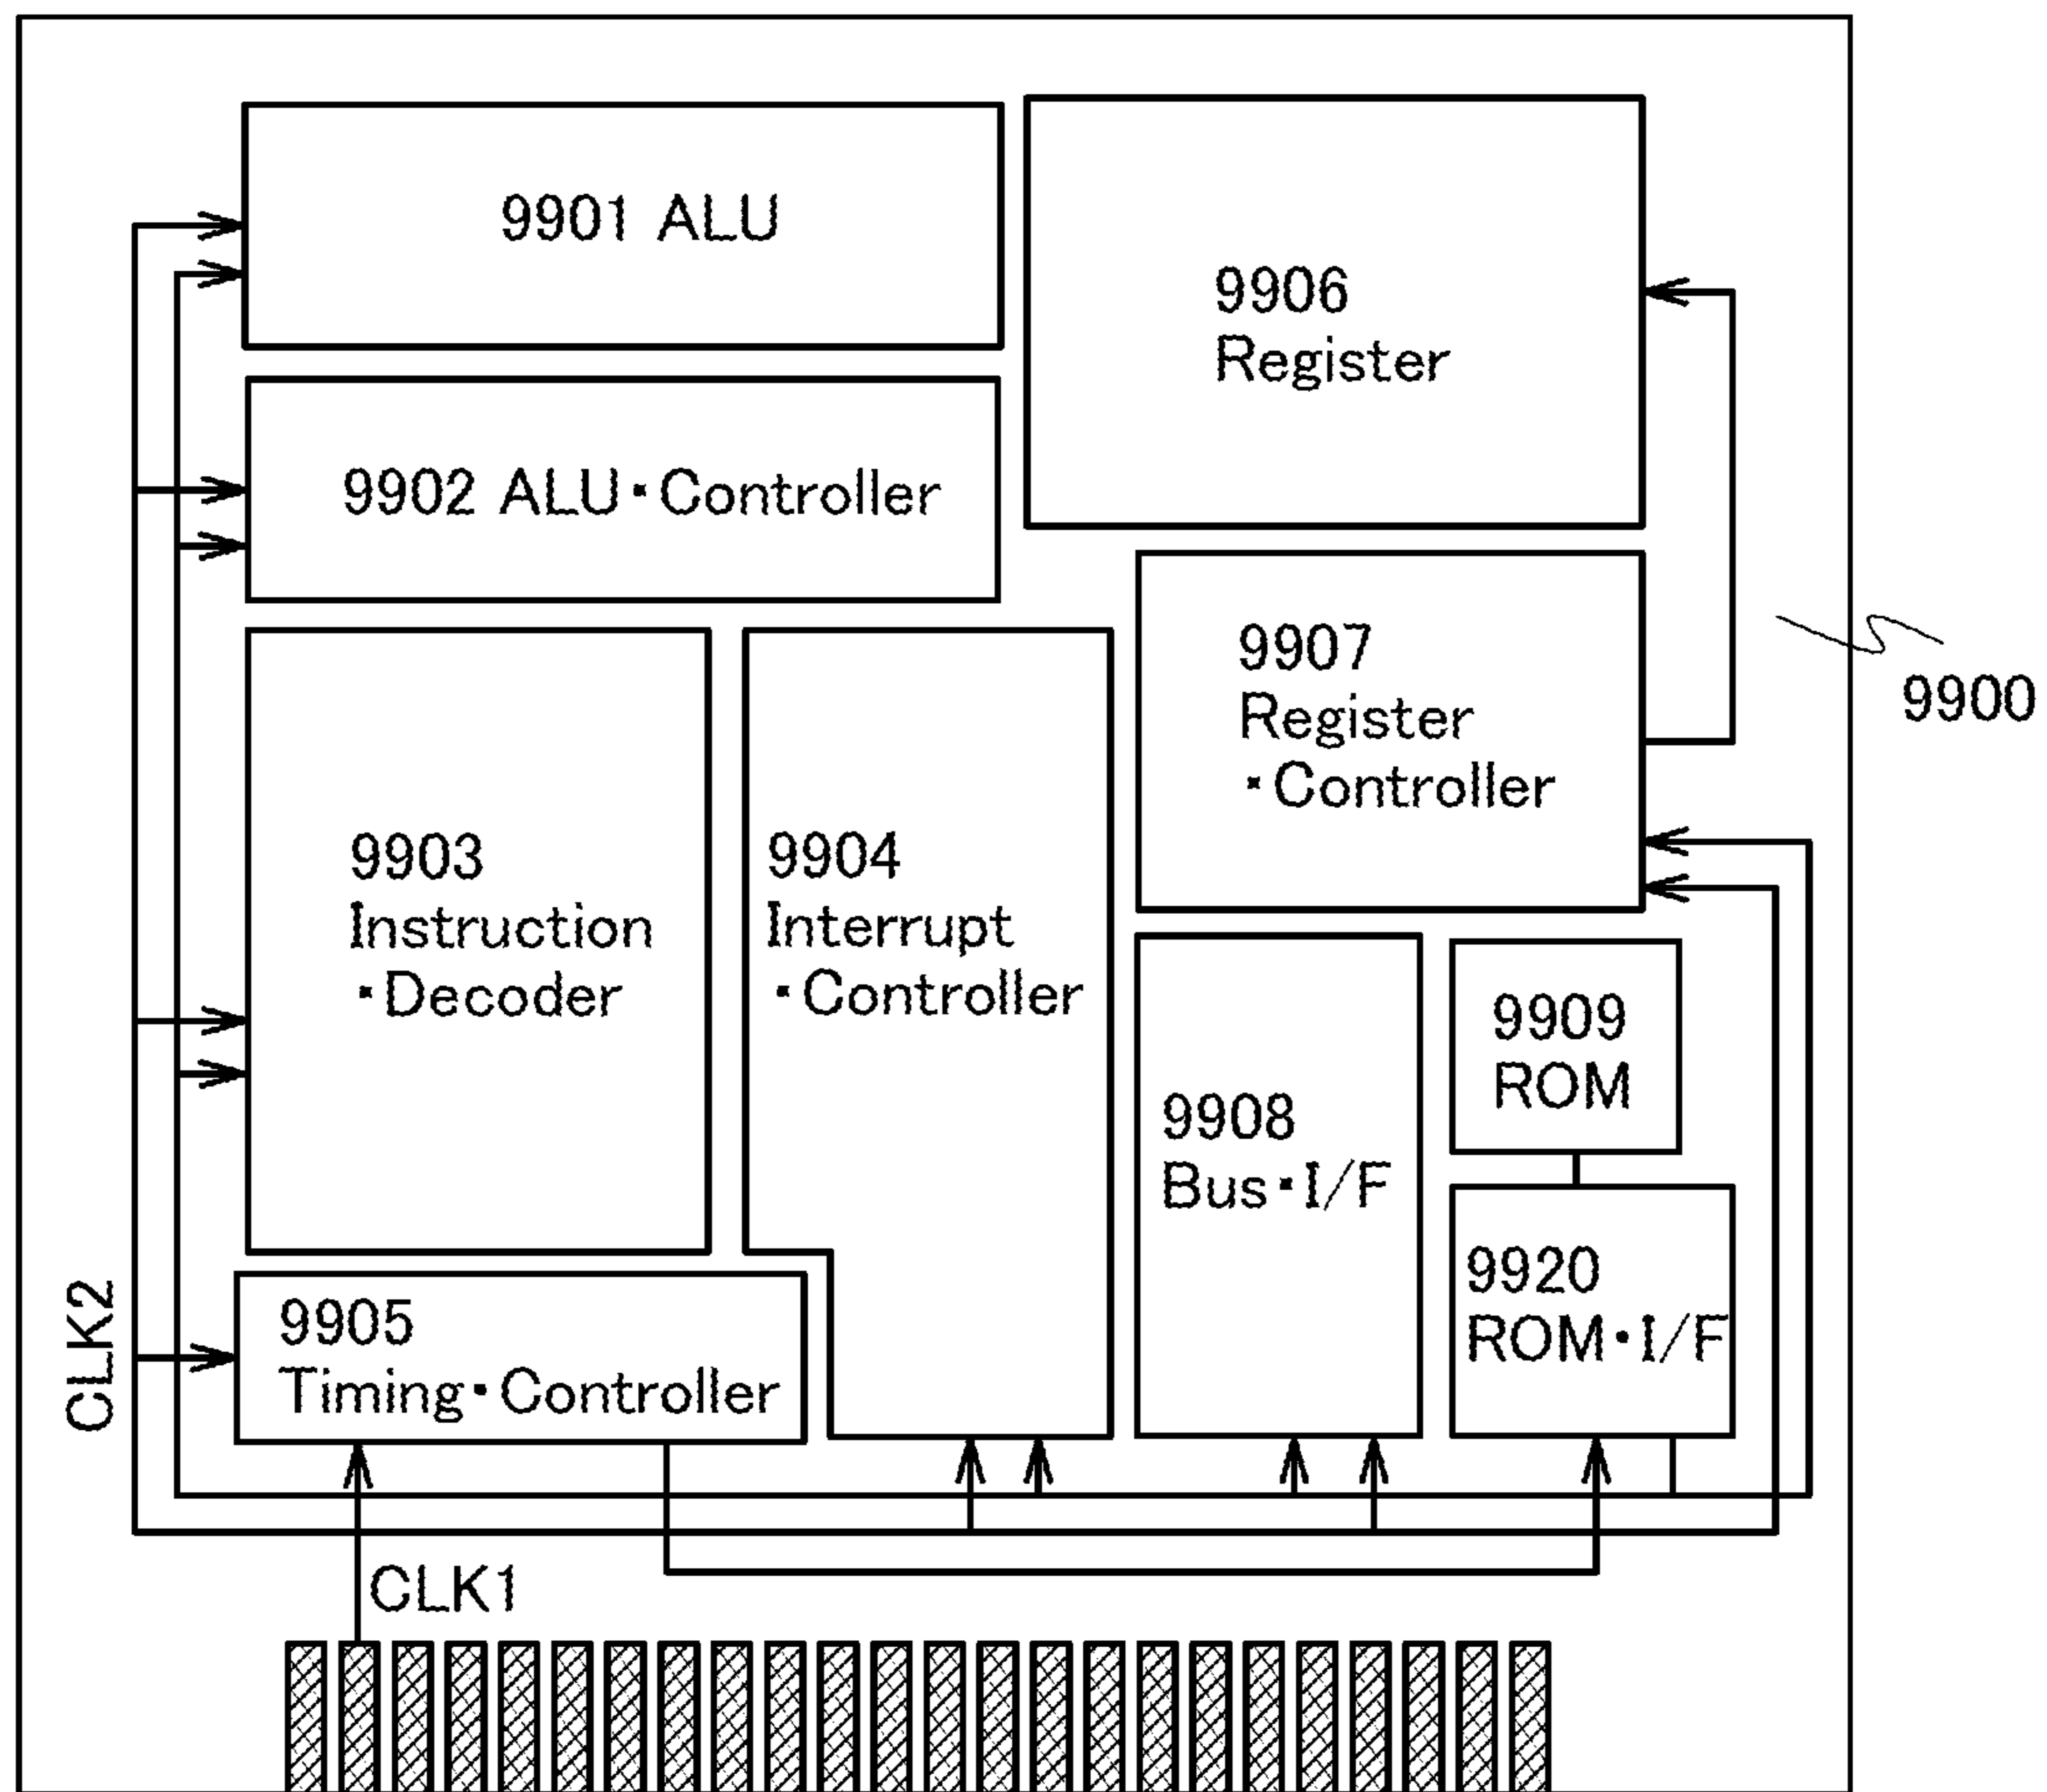 9901 ALU
9906
Register
9902 ALU・Controller
9907
Register
・Controller
9900
9903
Instruction
・Decoder
9904
Interrupt
・Controller
9908
Bus・I/F
9909
ROM
9920
ROM・I/F
9905
Timing・Controller
CLK2
CLK1